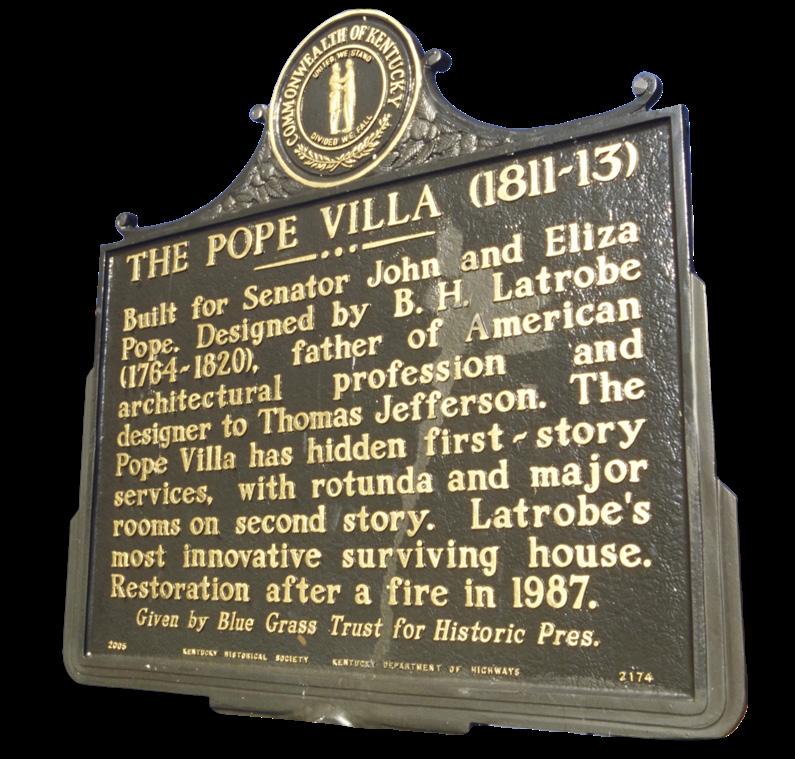 COMMONWEALTH OF KENTUCKY
UNITED WE STAND
DIVIDED WE FALL
THE POPE VILLA (1811-13)
Built for Senator John and Eliza
Pope. Designed by B. H. Latrobe
(1764-1820), father of American
architectural profession and
designer to Thomas Jefferson. The
Pope Villa has hidden first-story
services, with rotunda and major
rooms on second story. Latrobe's
most innovative surviving house.
Restoration after a fire in 1987.
Given by Blue Grass Trust for Historic Pres.
2005 KENTUCKY HISTORICAL SOCIETY KENTUCKY DEPARTMENT OF HIGHWAYS 2174